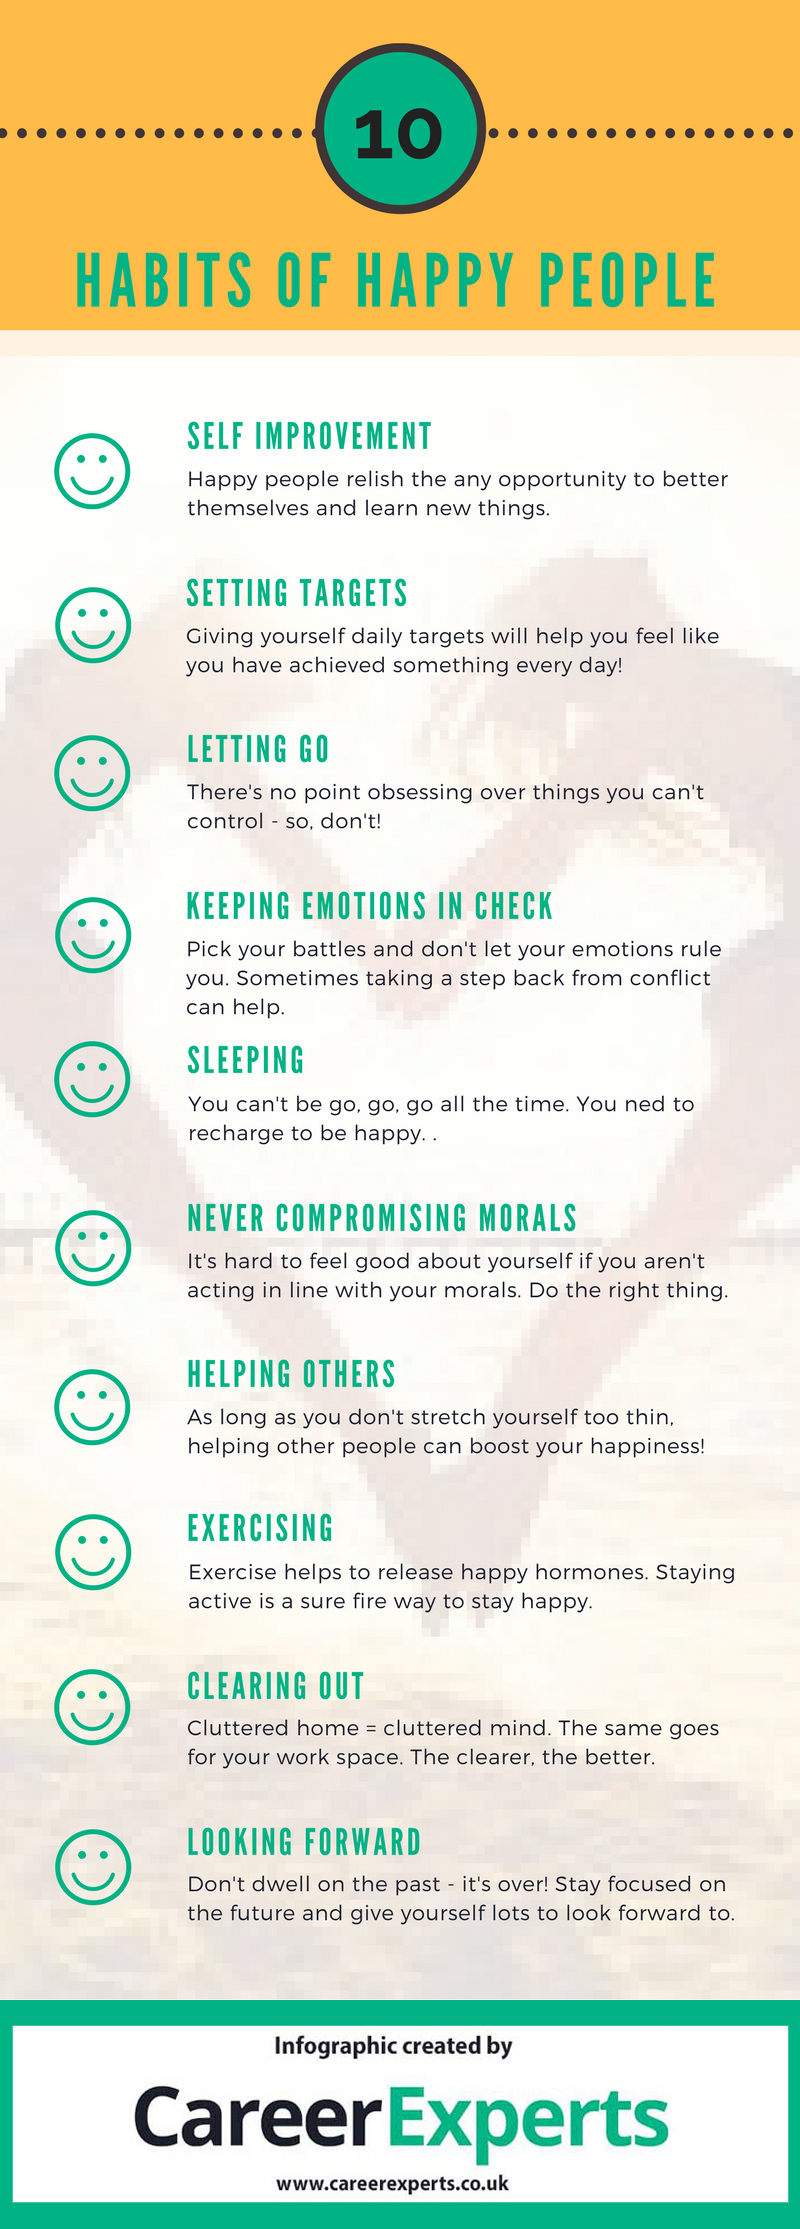 10
HABITS OF HAPPY PEOPLE
SELF IMPROVEMENT
Happy people relish the any opportunity to better
themselves and learn new things.
SETTING TARGETS
Giving yourself daily targets will help you feel like
you have achieved something every day!
LETTING GO
There's no point obsessing over things you can't
control - so, don't!
KEEPING EMOTIONS IN CHECK
Pick your battles and don't let your emotions rule
you. Sometimes taking a step back from conflict
can help.
SLEEPING
You can't be go, go, go all the time. You ned to
recharge to be happy. .
NEVER COMPROMISING MORALS
It's hard to feel good about yourself if you aren't
acting in line with your morals. Do the right thing.
HELPING OTHERS
As long as you don't stretch yourself too thin,
helping other people can boost your happiness!
EXERCISING
Exercise helps to release happy hormones. Staying
active is a sure fire way to stay happy.
CLEARING OUT
Cluttered home = cluttered mind. The same goes
for your work space. The clearer, the better.
LOOKING FORWARD
Don't dwell on the past - it's over! Stay focused on
the future and give yourself lots to look forward to.
Infographic created by
CareerExperts
www.careerexperts.co.uk